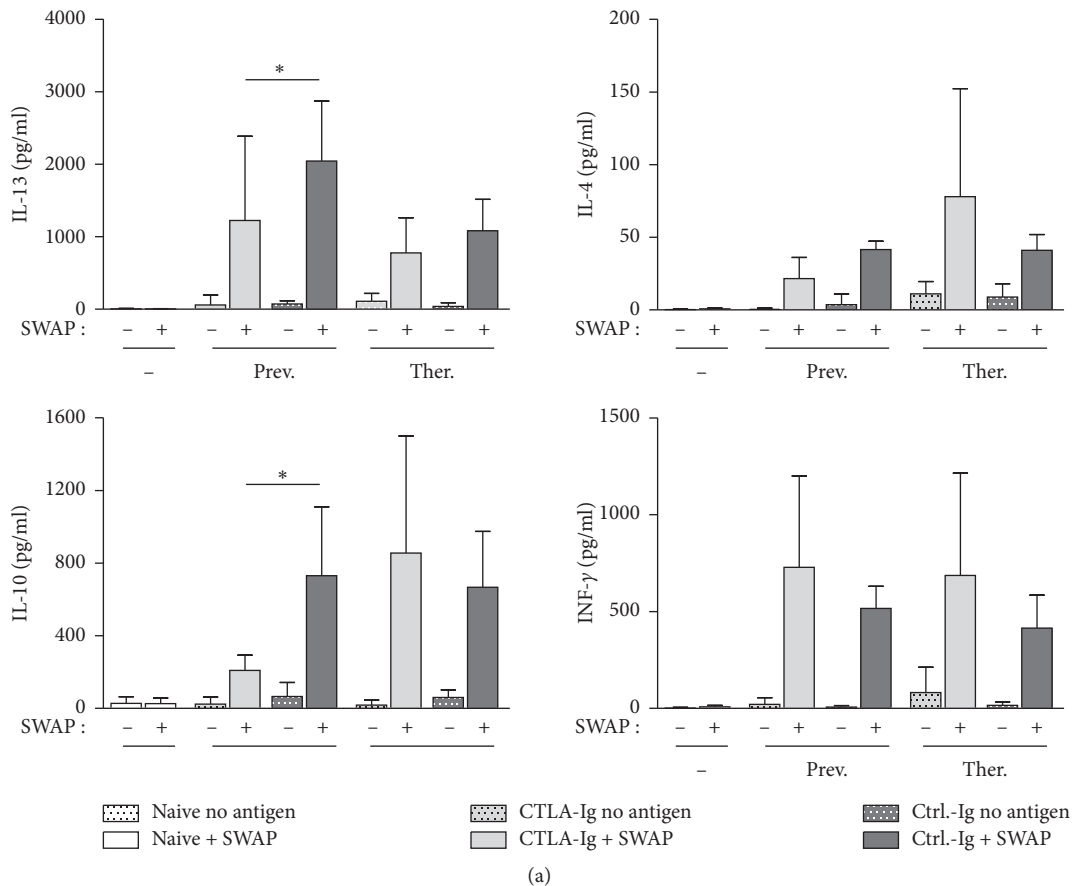 4000
3000
2000
1000
0
IL-13 (pg/ml)
*
SWAP : – + – + – + – + – +
– Prev. Ther.
200
150
100
50
0
IL-4 (pg/ml)
SWAP : – + – + – + – + – +
– Prev. Ther.
1600
1200
800
400
0
IL-10 (pg/ml)
*
SWAP : – + – + – + – + – +
1500
1000
500
0
INF-γ (pg/ml)
SWAP : – + – + – + – + – +
– Prev. Ther.
Naive no antigen
Naive + SWAP
CTLA-Ig no antigen
CTLA-Ig + SWAP
Ctrl.-Ig no antigen
Ctrl.-Ig + SWAP
(a)